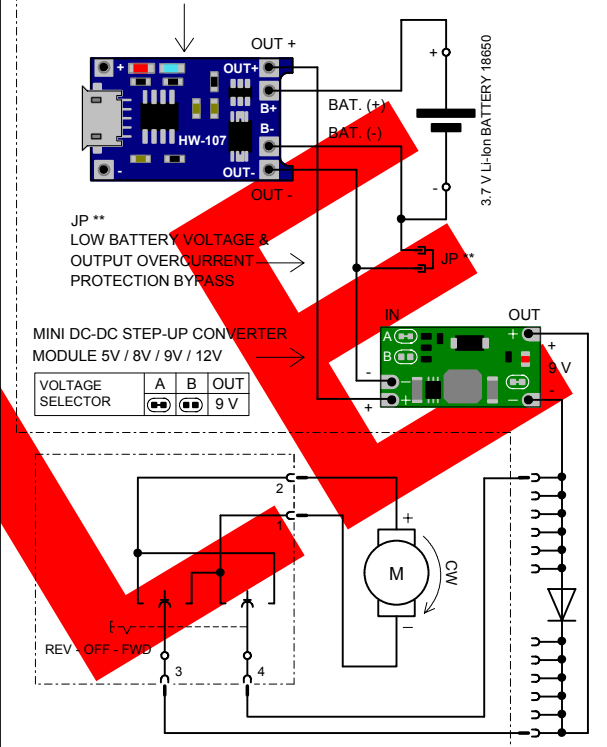 OUT +
+
OUT+
B+
BAT. (+)
+
3.7 V Li-Ion BATTERY 18650
HW-107
B-
BAT. (-)
-
OUT-
-
OUT -
JP **
LOW BATTERY VOLTAGE &
OUTPUT OVERCURRENT
PROTECTION BYPASS
JP **
IN
OUT
MINI DC-DC STEP-UP CONVERTER
MODULE 5V / 8V / 9V / 12V
A
B
+
+
9 V
-
-
-
-
+
+
VOLTAGE SELECTOR A B OUT
9 V
2
1
+
M
CW
-
REV - OFF - FWD
3
4